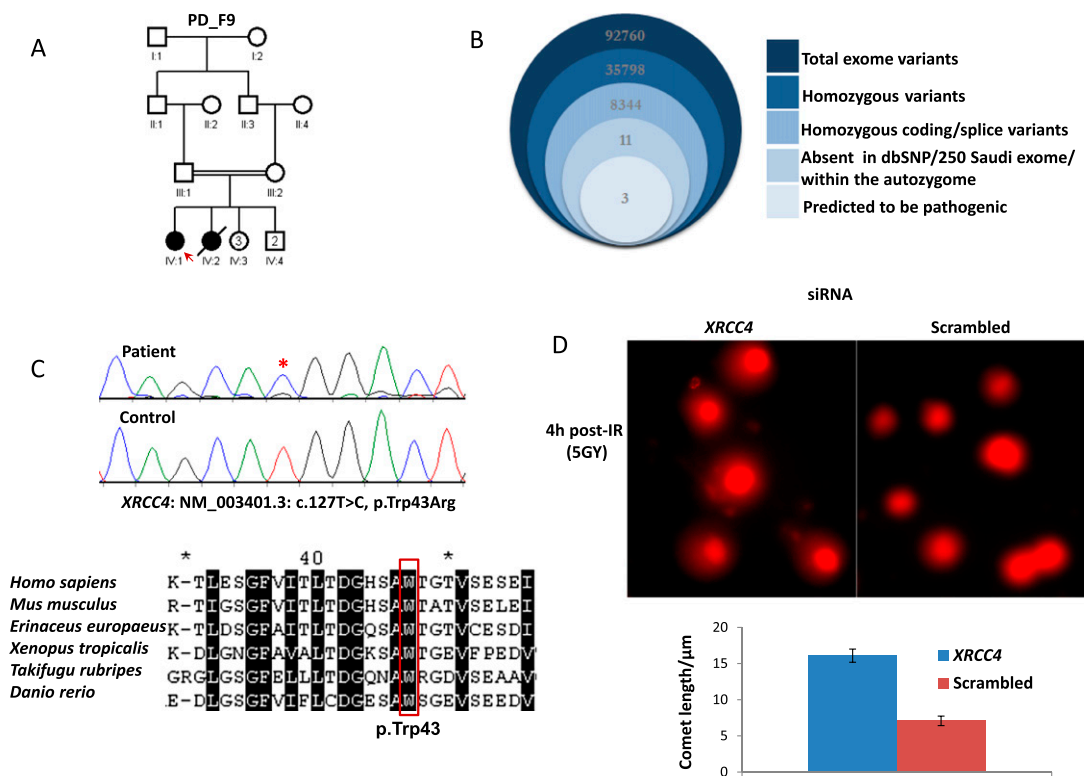 PD_F9
A
I:1
I:2
II:1
II:2
II:3
II:4
III:1
III:2
3
2
IV:1
IV:2
IV:3
IV:4
B
92760
35798
8344
11
3
Total exome variants
Homozygous variants
Homozygous coding/splice variants
Absent in dbSNP/250 Saudi exome/
within the autozygome
Predicted to be pathogenic
C
Patient
*
Control
XRCC4: NM_003401.3: c.127T>C, p.Trp43Arg
* 40 *
Homo sapiens K-TLESGFVITLTDGHSAWTGTVSESEI
Mus musculus R-TIGSGFVITLTDGHSAWTATVSELEI
Erinaceus europaeus K-TLDSGFAITLTDGQSAWTGTVCESDI
Xenopus tropicalis K-DLGNGFAVALTDGKSAWTGEVFPEDV
Takifugu rubripes GRGLGSGFELLLTDGQNAWRGDVSEAAV
Danio rerio E-DLGSGFVIFLCDGESAWSGEVSEEDV
p.Trp43
siRNA
D
XRCC4
Scrambled
4h post-IR
(5GY)
20
15
10
5
0
Comet length/µm
XRCC4
Scrambled